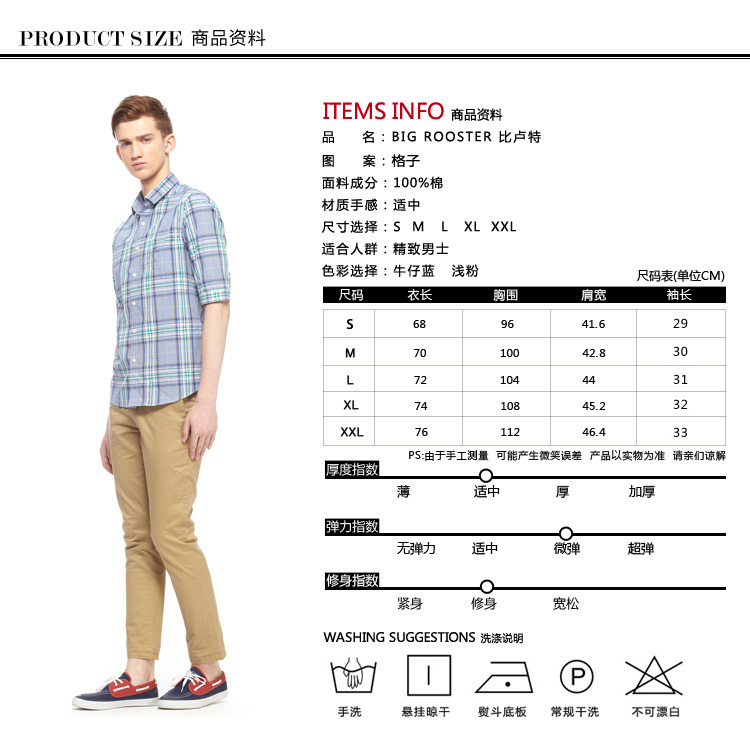 PRODUCT SIZE 商品资料
ITEMS INFO 商品资料
品 名：BIG ROOSTER 比卢特
图 案：格子
面料成分：100%棉
材质手感：适中
尺寸选择：S M L XL XXL
适合人群：精致男士
色彩选择：牛仔蓝 浅粉
尺码表(单位CM)
尺码 衣长 胸围 肩宽 袖长
S 68 96 41.6 29
M 70 100 42.8 30
L 72 104 44 31
XL 74 108 45.2 32
XXL 76 112 46.4 33
PS:由于手工测量 可能产生微笑误差 产品以实物为准 请亲们谅解
厚度指数
薄 适中 厚 加厚
弹力指数
无弹力 适中 微弹 超弹
修身指数
紧身 修身 宽松
WASHING SUGGESTIONS 洗涤说明
P
手洗 悬挂晾干 熨斗底板 常规干洗 不可漂白